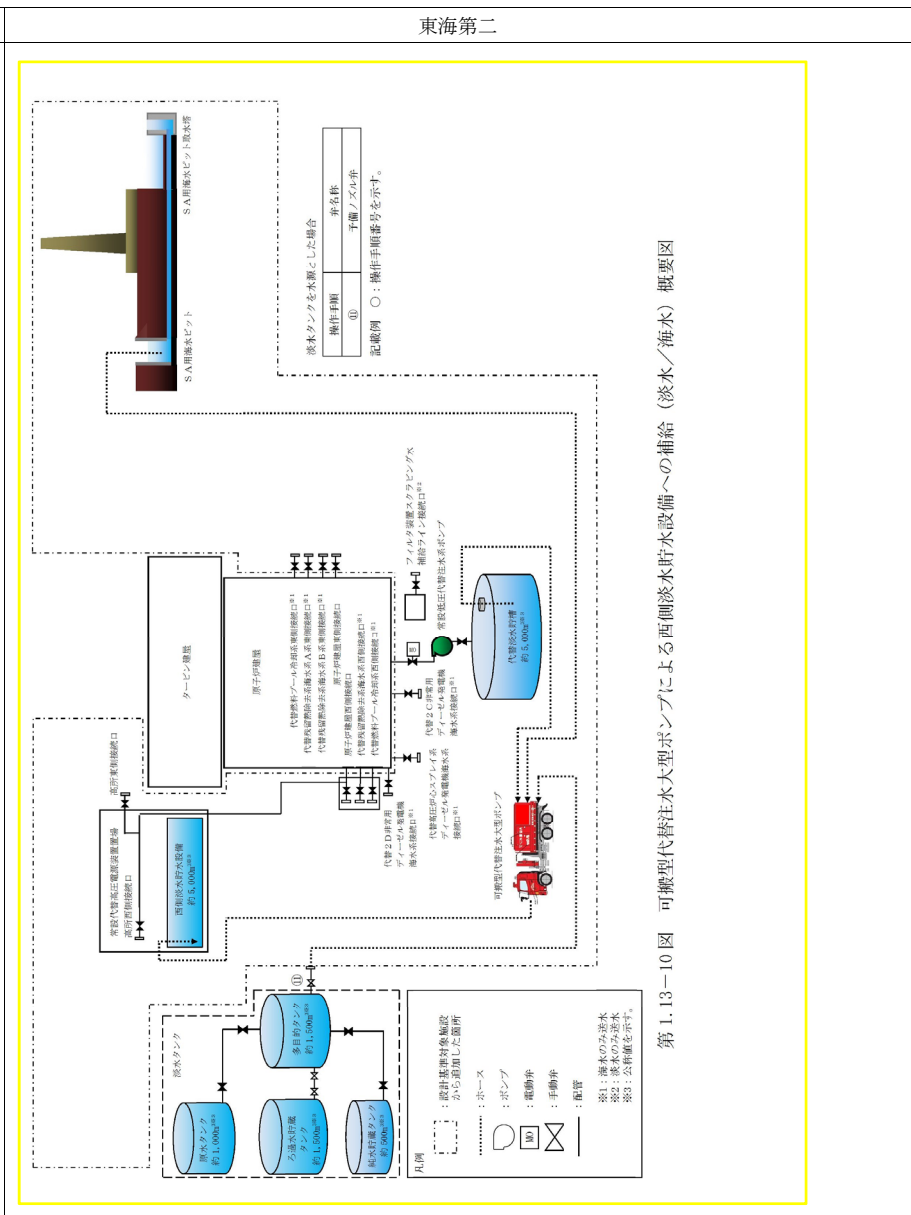 東海第二
SA用海水ピット取水塔
SA用海水ピット
淡水タンクを水源とした場合
操作手順
弁名称
⑪
予備ノズル弁
記載例 ○:操作手順番号を示す。
タービン建屋
原子炉建屋
代替燃料プール冷却系東側接続口※1
代替残留熱除去系海水系A系東側接続口※1
代替残留熱除去系海水系B系東側接続口※1
原子炉建屋東側接続口
原子炉建屋西側接続口
代替残留熱除去系海水系西側接続口※1
代替燃料プール冷却系西側接続口※1
フィルタ装置スクラビング水
補給ライン接続口※2
常設低圧代替注水系ポンプ
MO
代替淡水貯槽
約5,000m³※3
代替2C非常用
ディーゼル発電機
海水系接続口※1
代替高圧炉心スプレイ系
ディーゼル発電機海水系
接続口※1
代替2D非常用
ディーゼル発電機
海水系接続口※1
高所東側接続口
常設代替高圧電源装置置場
高所西側接続口
西側淡水貯水設備
約5,000m³※3
可搬型代替注水大型ポンプ
⑪
淡水タンク
多目的タンク
約1,500m³※3
原水タンク
約1,000m³※3
ろ過水貯蔵
タンク
約1,500m³※3
純水貯蔵タンク
約500m³※3
凡例
:設計基準対象施設
から追加した箇所
:ホース
:ポンプ
MO
:電動弁
:手動弁
:配管
※1:海水のみ送水
※2:淡水のみ送水
※3:公称値を示す。
第1.13-10図 可搬型代替注水大型ポンプによる西側淡水貯水設備への補給(淡水/海水) 概要図